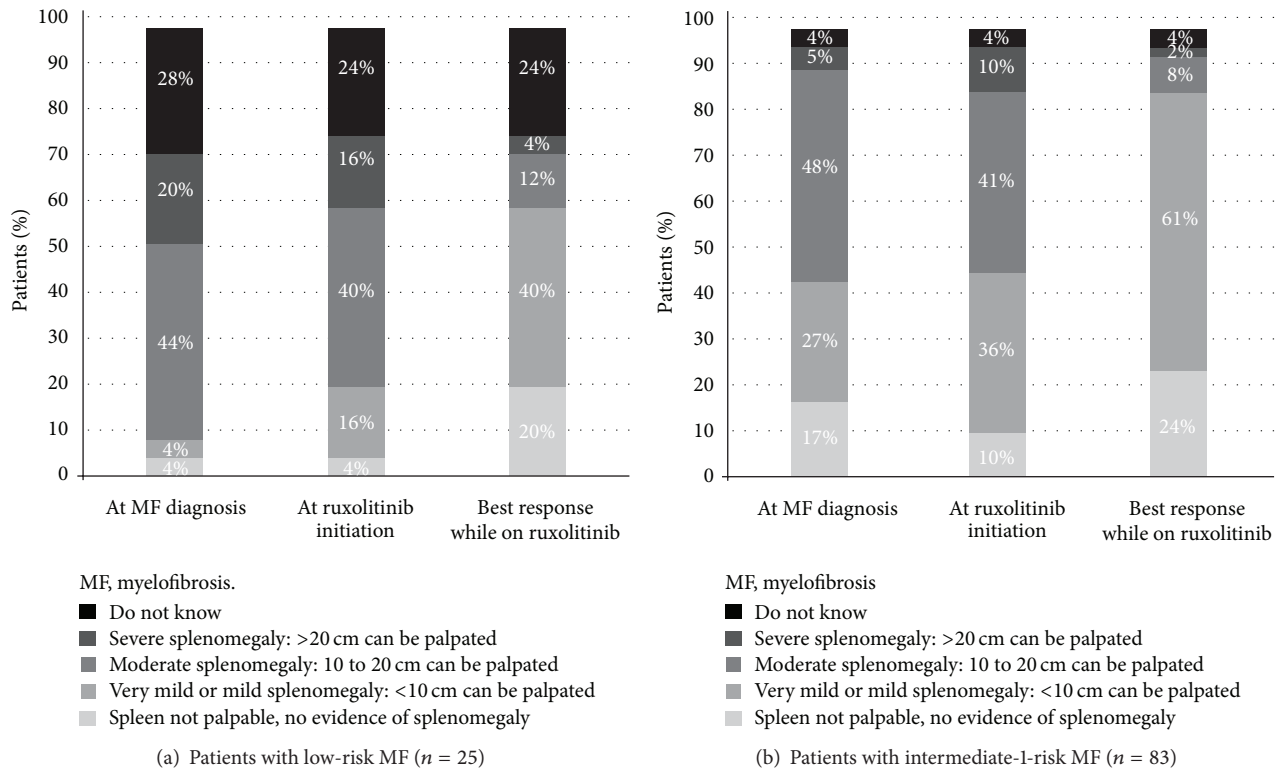 Patients (%)
100
90
80
70
60
50
40
30
20
10
0
28%
20%
44%
4%
4%
24%
16%
40%
16%
4%
24%
4%
12%
40%
20%
At MF diagnosis
At ruxolitinib
initiation
Best response
while on ruxolitinib
MF, myelofibrosis.
Do not know
Severe splenomegaly: >20 cm can be palpated
Moderate splenomegaly: 10 to 20 cm can be palpated
Very mild or mild splenomegaly: <10 cm can be palpated
Spleen not palpable, no evidence of splenomegaly
(a) Patients with low-risk MF (n = 25)
Patients (%)
100
90
80
70
60
50
40
30
20
10
0
4%
5%
48%
27%
17%
4%
10%
41%
36%
10%
4%
2%
8%
61%
24%
At MF diagnosis
At ruxolitinib
initiation
Best response
while on ruxolitinib
MF, myelofibrosis
Do not know
Severe splenomegaly: >20 cm can be palpated
Moderate splenomegaly: 10 to 20 cm can be palpated
Very mild or mild splenomegaly: <10 cm can be palpated
Spleen not palpable, no evidence of splenomegaly
(b) Patients with intermediate-1-risk MF (n = 83)